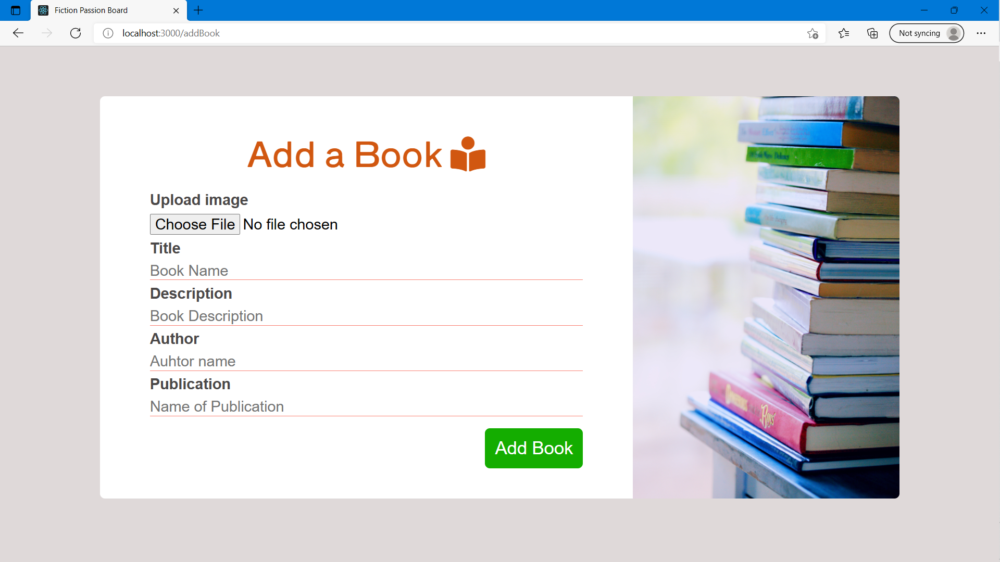 Fiction Passion Board
localhost:3000/addBook
Not syncing
Add a Book
Upload image
Choose File No file chosen
Title
Book Name
Description
Book Description
Author
Auhtor name
Publication
Name of Publication
Add Book
Boys'